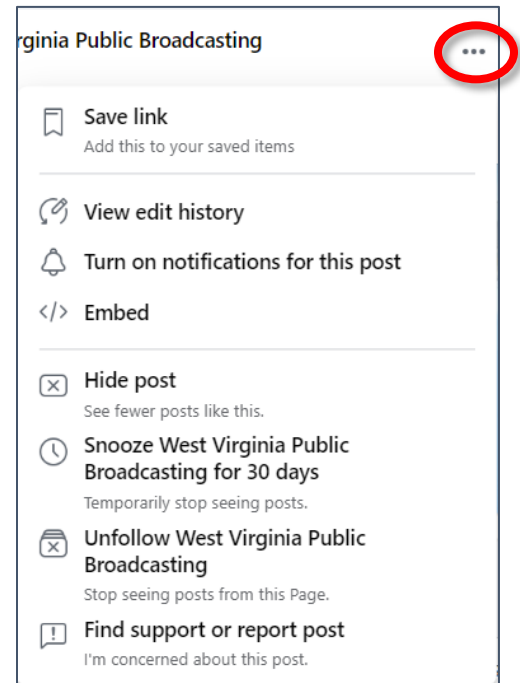 rginia Public Broadcasting
Save link
Add this to your saved items
View edit history
Turn on notifications for this post
</> Embed
Hide post
See fewer posts like this.
Snooze West Virginia Public
Broadcasting for 30 days
Temporarily stop seeing posts.
Unfollow West Virginia Public
Broadcasting
Stop seeing posts from this Page.
Find support or report post
I'm concerned about this post.